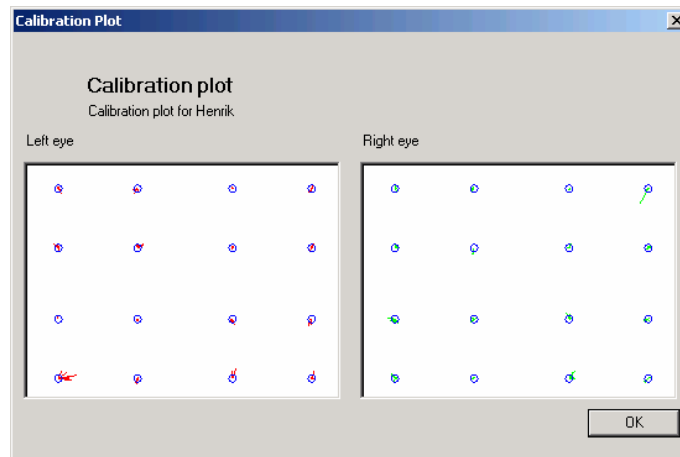 Calibration Plot
Calibration plot
Calibration plot for Henrik
Left eye
Right eye
OK